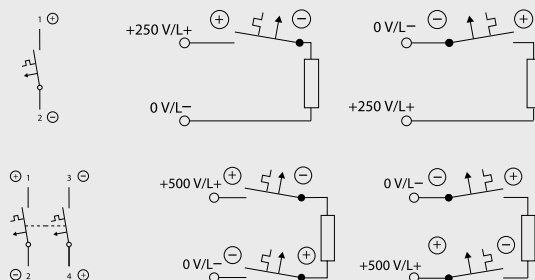 1 +
2 −
+250 V/L+
+ −
0 V/L−
0 V/L−
− +
+250 V/L+
+ 1 3 −
− 2 4 +
+500 V/L+
+ −
0 V/L−
− +
0 V/L−
− +
+500 V/L+
+ −